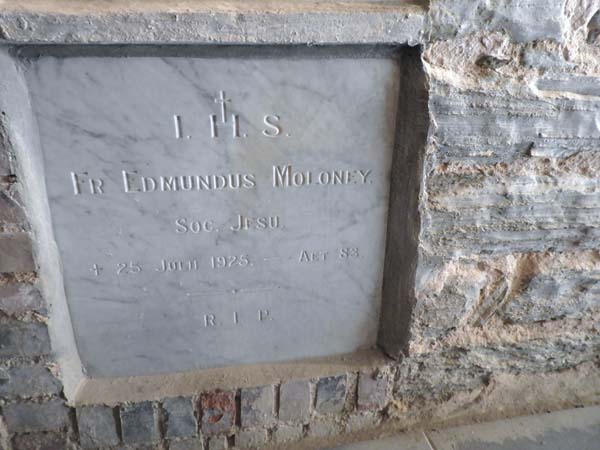 I. H. S.
FR EDMUNDUS MOLONEY.
SOC. JESU.
+ 25 JULII 1925. — AET 83.
R. I. P.